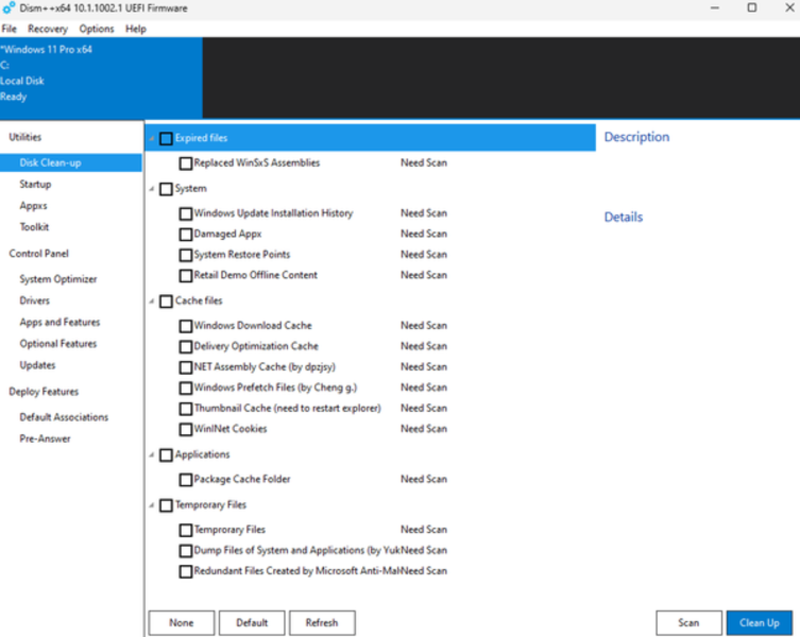 Dism++x64 10.1.1002.1 UEFI Firmware
File Recovery Options Help
*Windows 11 Pro x64
C:
Local Disk
Ready
Utilities
Disk Clean-up
Startup
Appxs
Toolkit
Control Panel
System Optimizer
Drivers
Apps and Features
Optional Features
Updates
Deploy Features
Default Associations
Pre-Answer
Expired files
Replaced WinSxS Assemblies Need Scan
System
Windows Update Installation History Need Scan
Damaged Appx Need Scan
System Restore Points Need Scan
Retail Demo Offline Content Need Scan
Cache files
Windows Download Cache Need Scan
Delivery Optimization Cache Need Scan
NET Assembly Cache (by dpzjsy) Need Scan
Windows Prefetch Files (by Cheng g.) Need Scan
Thumbnail Cache (need to restart explorer) Need Scan
WinINet Cookies Need Scan
Applications
Package Cache Folder Need Scan
Temprorary Files
Temprorary Files Need Scan
Dump Files of System and Applications (by Yuk Need Scan
Redundant Files Created by Microsoft Anti-Mal Need Scan
Description
Details
None Default Refresh Scan Clean Up